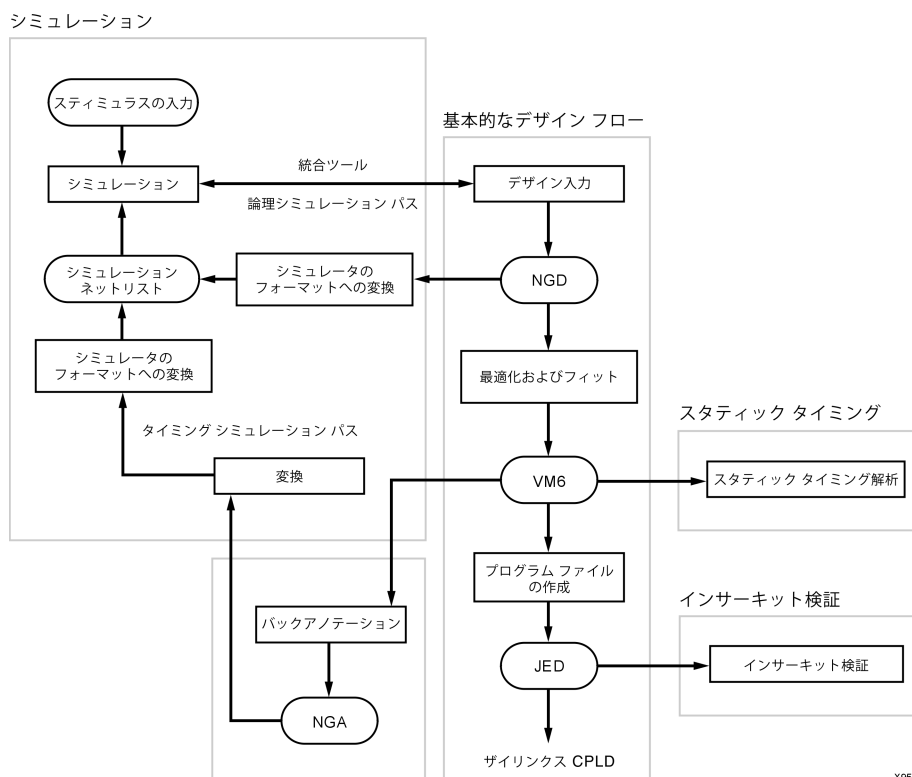 シミュレーション
スティミュラスの入力
基本的なデザイン フロー
統合ツール
シミュレーション
デザイン入力
論理シミュレーション パス
シミュレーション
ネットリスト
シミュレータの
フォーマットへの変換
NGD
シミュレータの
フォーマットへの変換
最適化およびフィット
スタティック タイミング
タイミング シミュレーション パス
変換
VM6
スタティック タイミング解析
プログラム ファイル
の作成
インサーキット検証
バックアノテーション
JED
インサーキット検証
NGA
ザイリンクス CPLD